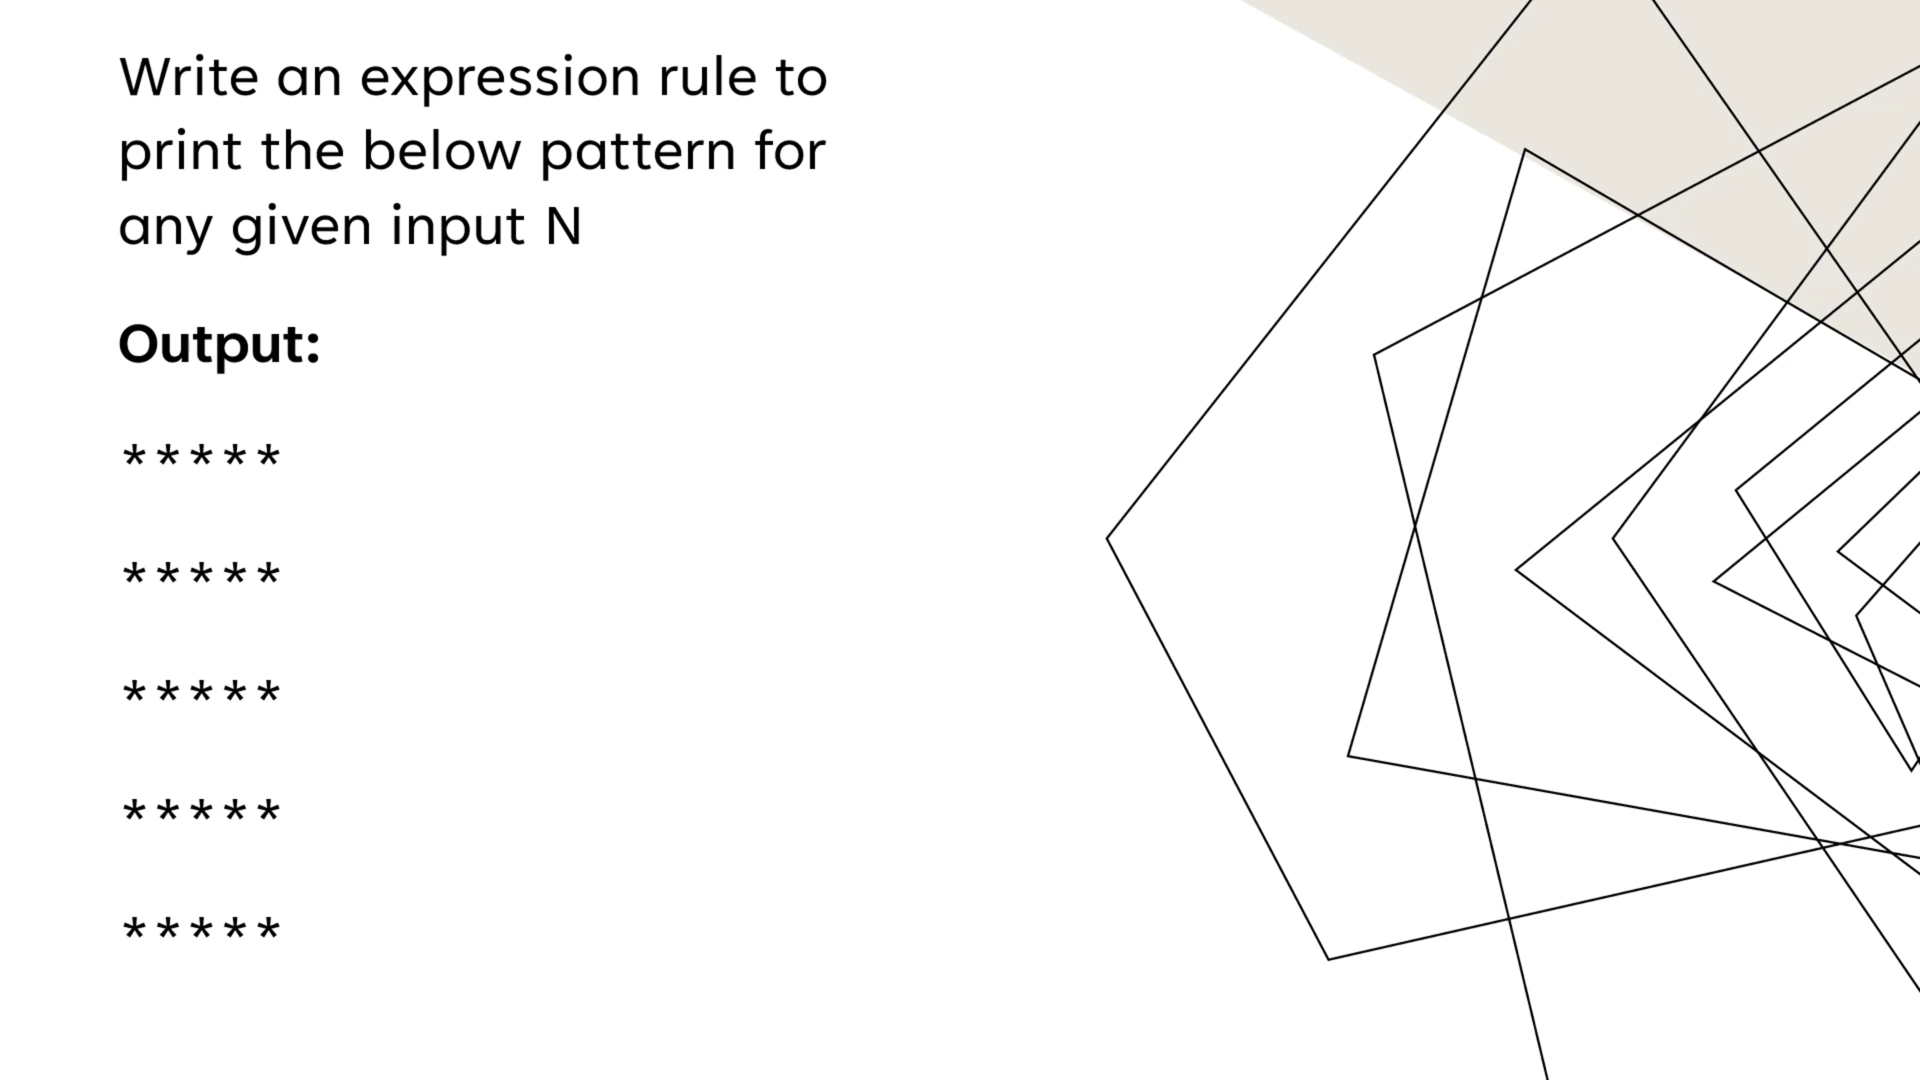 Write an expression rule to
print the below pattern for
any given input N
Output:
* * * * *
* * * * *
* * * * *
* * * * *
* * * * *